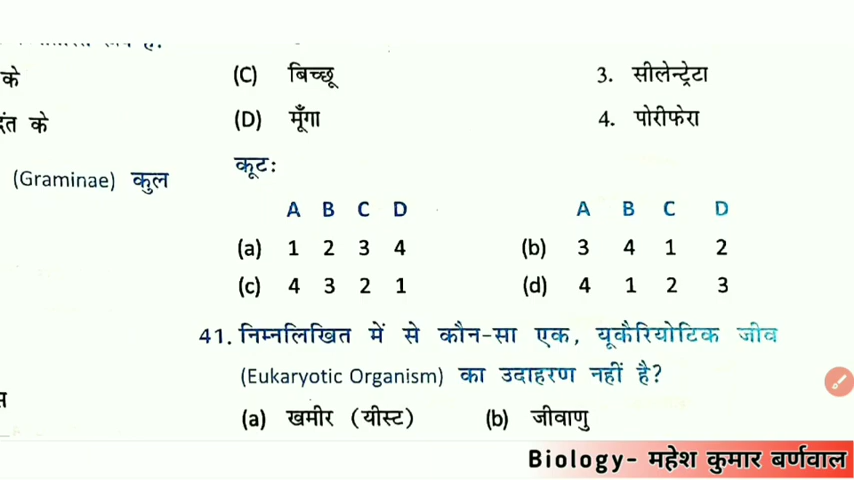 के
(C) बिच्छू 3. सीलेन्ट्रेटा
दंत के
(D) मूँगा 4. पोरीफेरा
(Graminae) कुल
कूटः
A B C D A B C D
(a) 1 2 3 4 (b) 3 4 1 2
(c) 4 3 2 1 (d) 4 1 2 3
41. निम्नलिखित में से कौन-सा एक, यूकैरियोटिक जीव
(Eukaryotic Organism) का उदाहरण नहीं है?
(a) खमीर (यीस्ट) (b) जीवाणु
Biology- महेश कुमार बर्णवाल